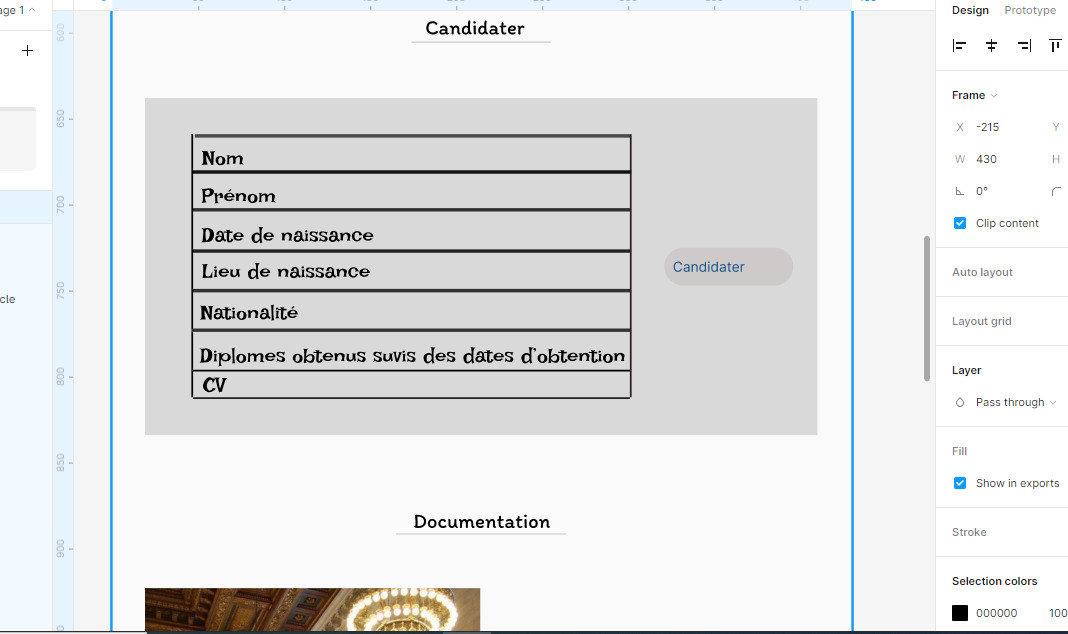 age 1
Design Prototype
Candidater
600
Frame
650
X -215 Y
Nom
W 430 H
Prénom
0°
700
Clip content
Date de naissance
Candidater
Lieu de naissance
Auto layout
750
cle
Nationalité
Layout grid
Diplomes obtenus suvis des dates d'obtention
Layer
800
CV
Pass through
850
Fill
Show in exports
Documentation
Stroke
900
Selection colors
000000 100